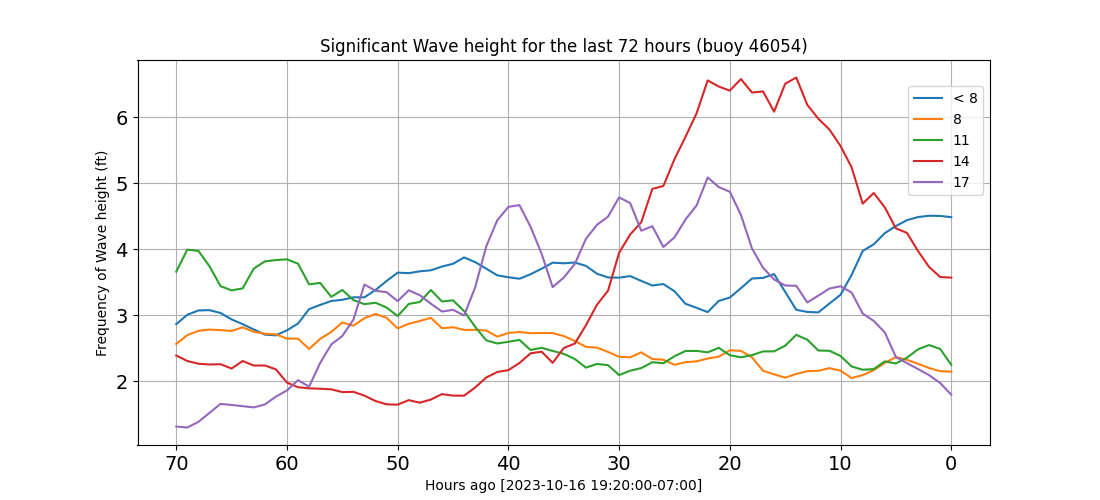 Significant Wave height for the last 72 hours (buoy 46054)
Frequency of Wave height (ft)
6
5
4
3
2
< 8
8
11
14
17
70 60 50 40 30 20 10 0
Hours ago [2023-10-16 19:20:00-07:00]